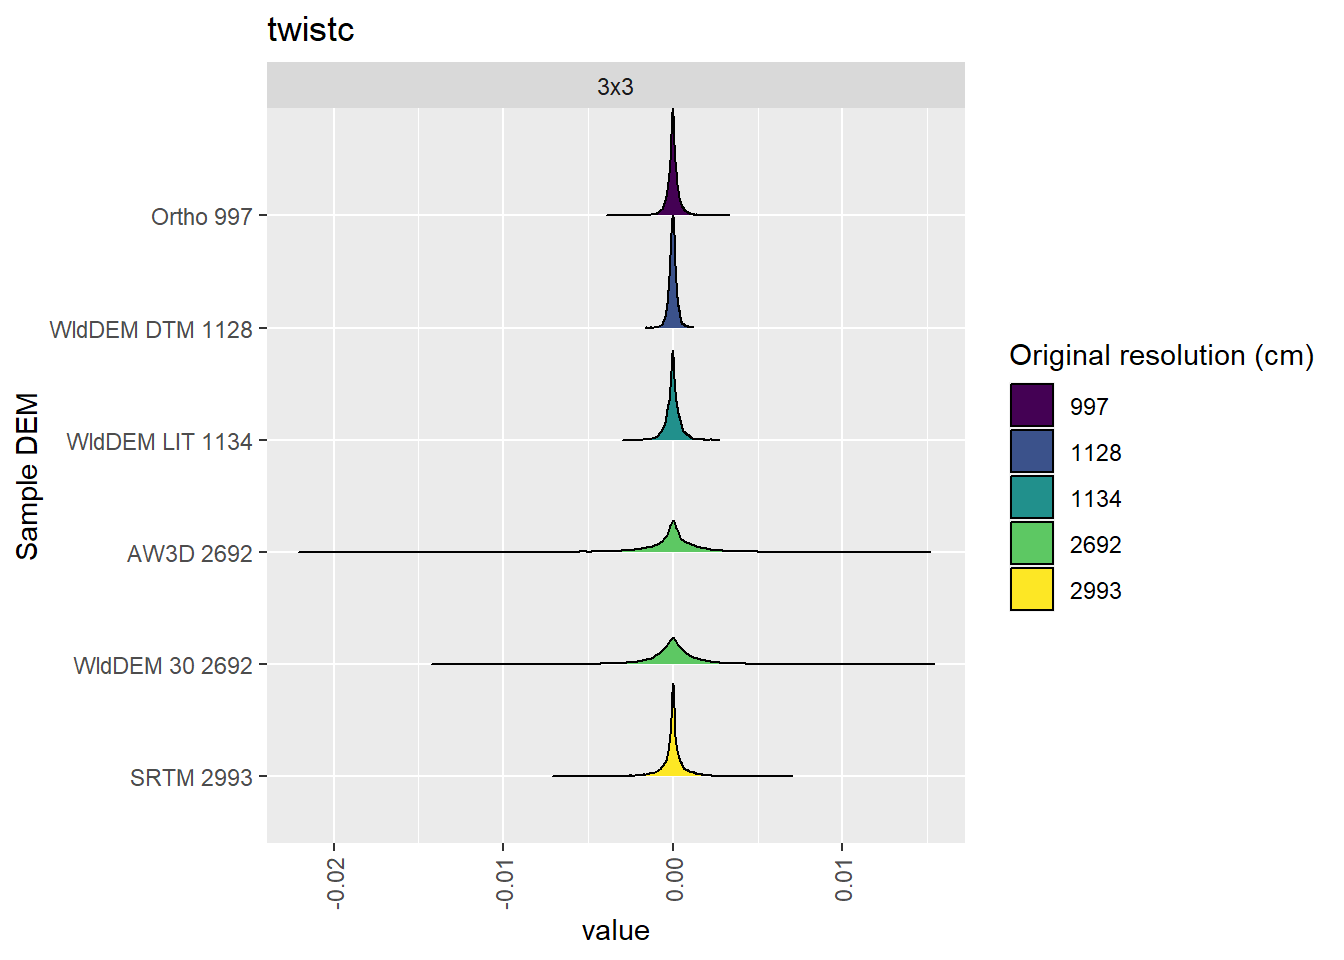 twistc
3x3
Ortho 997
WldDEM DTM 1128
WldDEM LIT 1134
AW3D 2692
WldDEM 30 2692
SRTM 2993
Sample DEM
-0.02
-0.01
0.00
0.01
value
Original resolution (cm)
997
1128
1134
2692
2993